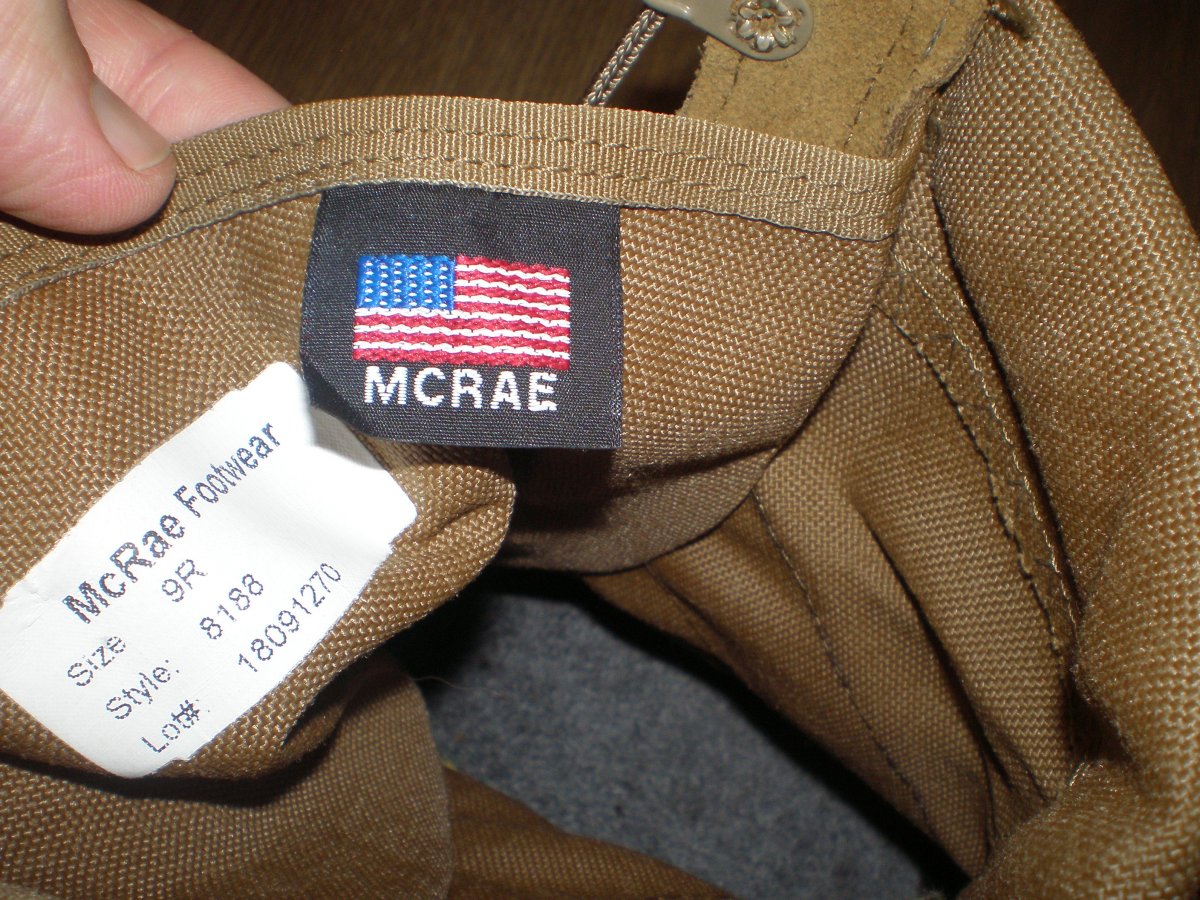 MCRAE
McRae Footwear
Size 9R
Style: 8188
Lot#: 18091270